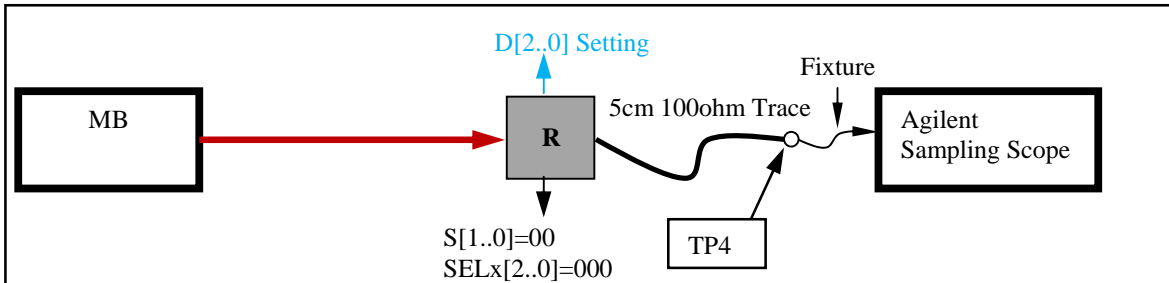 D[2..0] Setting
Fixture
MB
R
5cm 100ohm Trace
Agilent
Sampling Scope
TP4
S[1..0]=00
SELx[2..0]=000